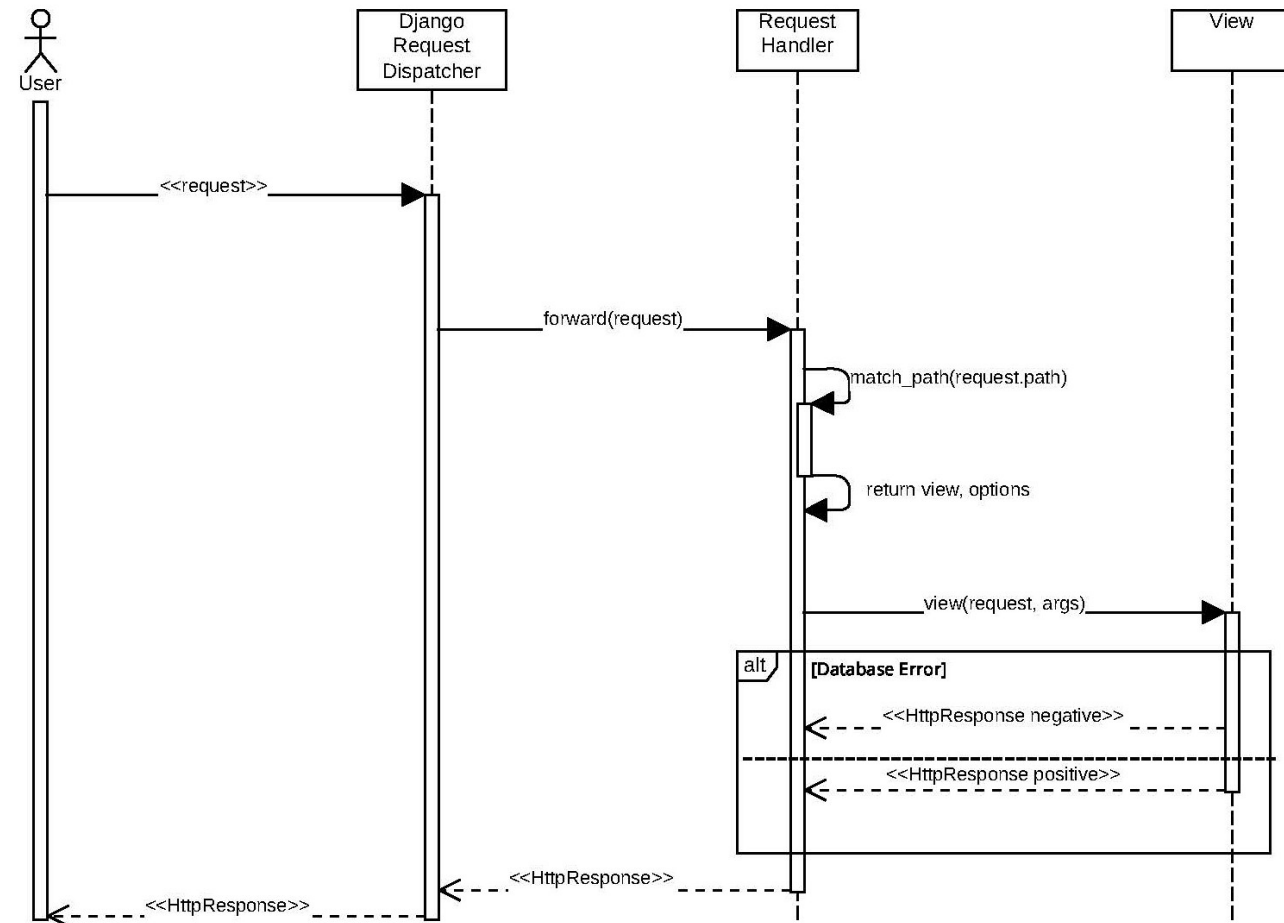 User
Django
Request
Dispatcher
Request
Handler
View
<<request>>
forward(request)
match_path(request.path)
return view, options
view(request, args)
alt
[Database Error]
<<HttpResponse negative>>
<<HttpResponse positive>>
<<HttpResponse>>
<<HttpResponse>>